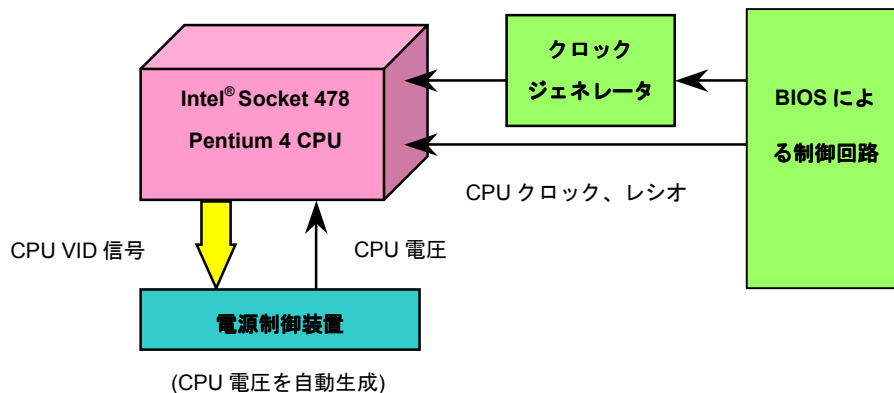 クロック
ジェネレータ
Intel® Socket 478
Pentium 4 CPU
BIOS によ
る制御回路
CPU クロック、レシオ
CPU VID 信号
CPU 電圧
電源制御装置
(CPU 電圧を自動生成)